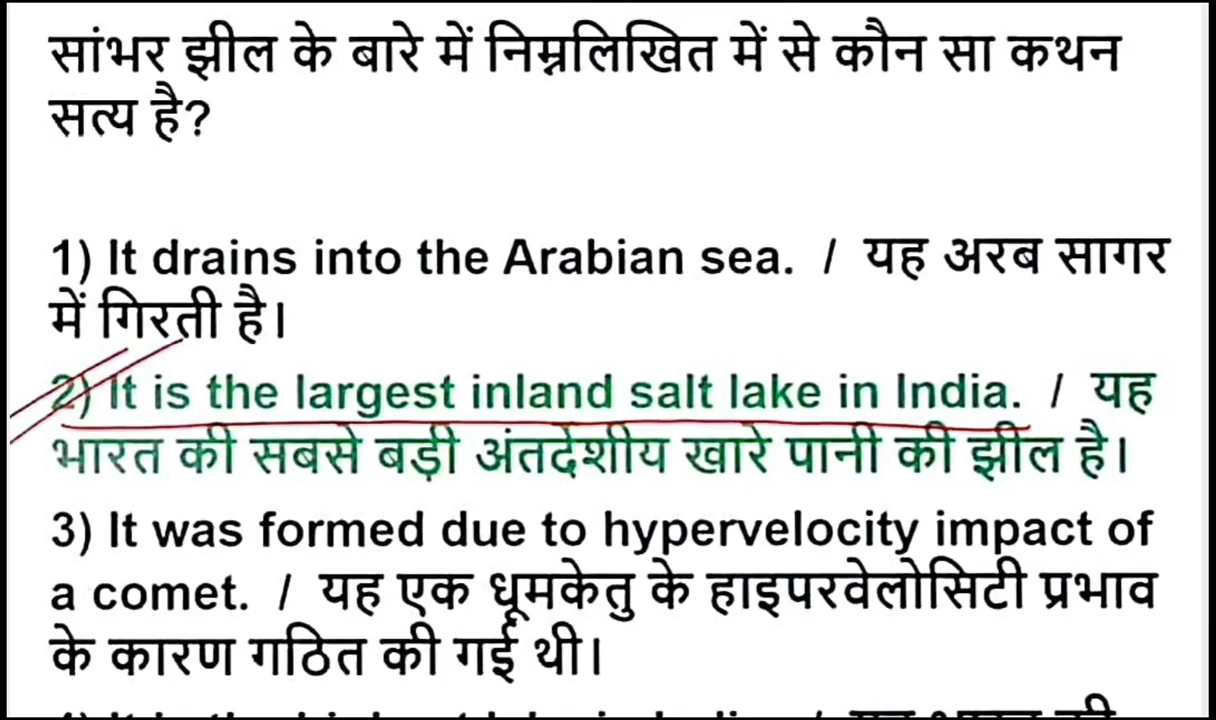 सांभर झील के बारे में निम्नलिखित में से कौन सा कथन
सत्य है?
1) It drains into the Arabian sea. / यह अरब सागर
में गिरती है।
2) It is the largest inland salt lake in India. / यह
भारत की सबसे बड़ी अंतर्देशीय खारे पानी की झील है।
3) It was formed due to hypervelocity impact of
a comet. / यह एक धूमकेतु के हाइपरवेलोसिटी प्रभाव
के कारण गठित की गई थी।